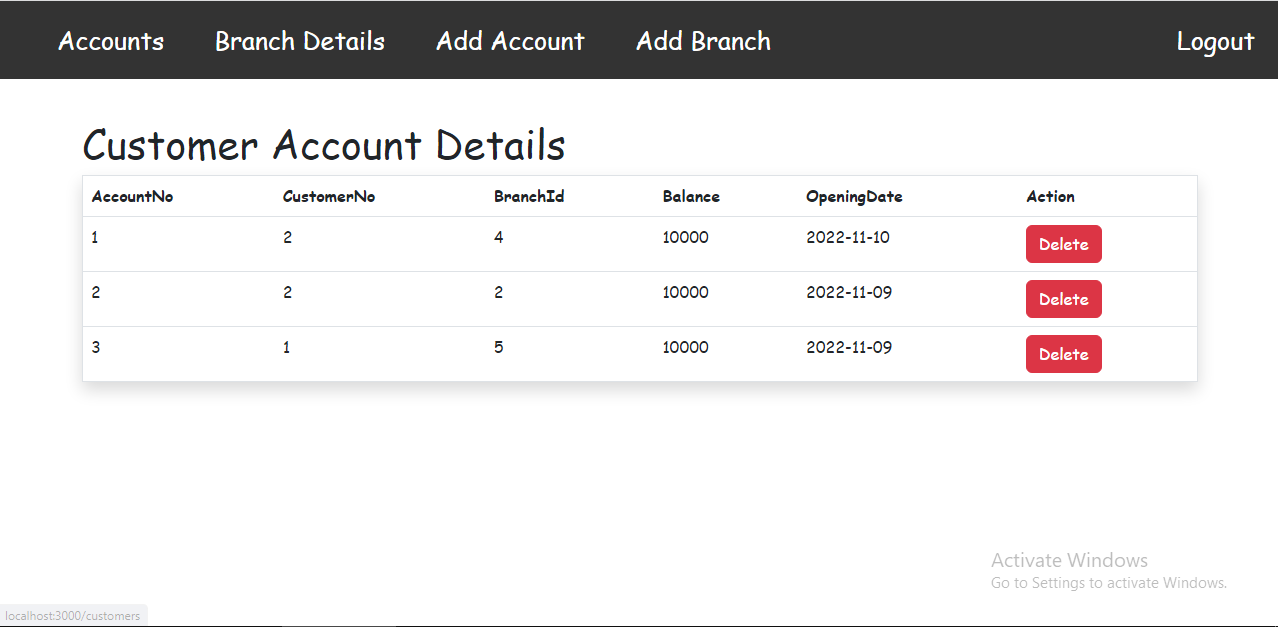 Accounts Branch Details Add Account Add Branch Logout
Customer Account Details
AccountNo CustomerNo BranchId Balance OpeningDate Action
1 2 4 10000 2022-11-10 Delete
2 2 2 10000 2022-11-09 Delete
3 1 5 10000 2022-11-09 Delete
Activate Windows
Go to Settings to activate Windows.
localhost:3000/customers